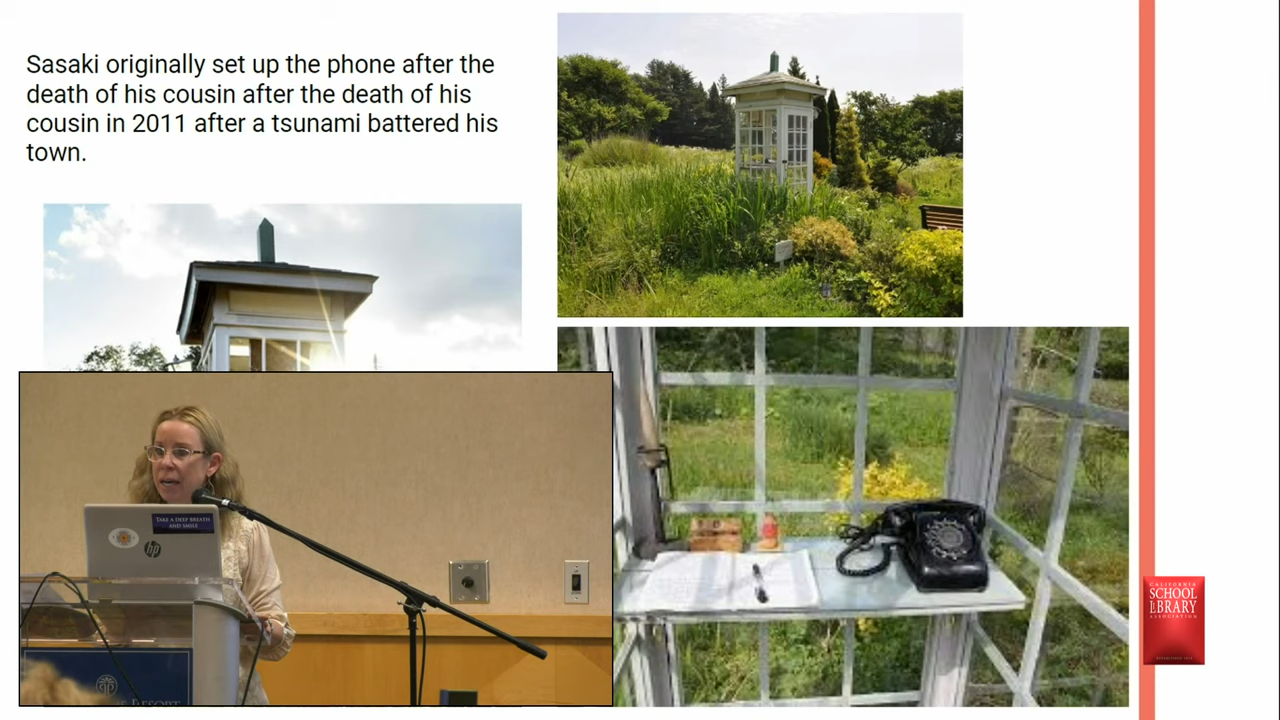 Sasaki originally set up the phone after the
death of his cousin after the death of his
cousin in 2011 after a tsunami battered his
town.
TAKE A DEEP BREATH
AND SMILE
hp
CALIFORNIA
SCHOOL
LIBRARY
ASSOCIATION
RESORT